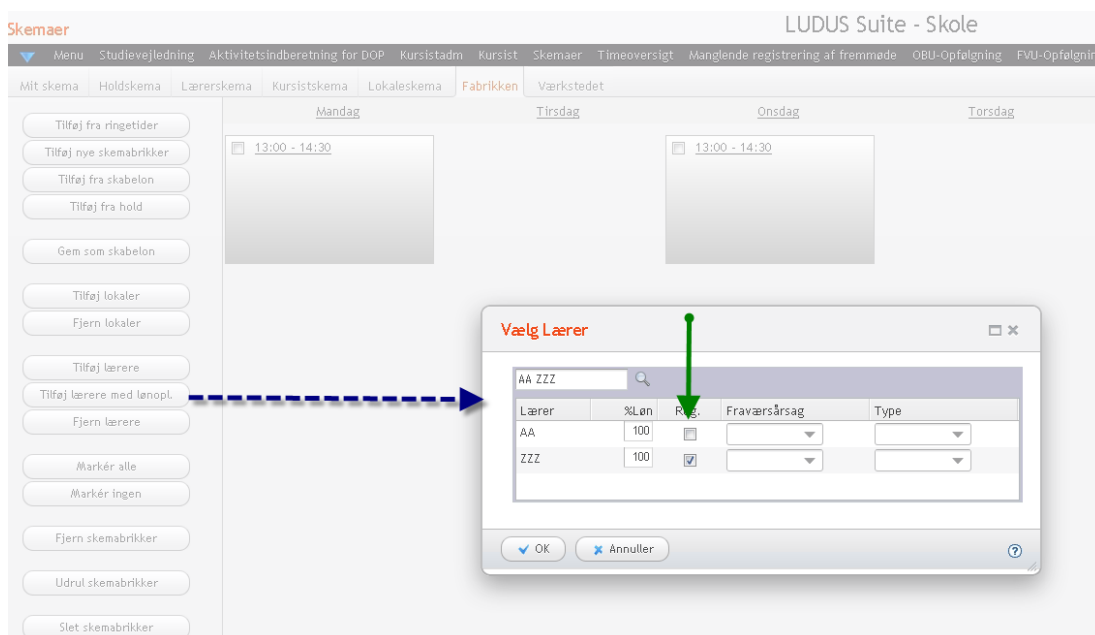 Skemaer
LUDUS Suite - Skole
Menu Studievejledning Aktivitetsindberetning for DOP Kursistadm Kursist Skemaer Timeoversigt Manglende registrering af fremmøde OBU-Opfølgning FVU-Opfølgnin
Mit skema Holdskema Lærerskema Kursistskema Lokaleskema Fabrikken Værkstedet
Mandag Tirsdag Onsdag Torsdag
Tilføj fra ringetider
Tilføj nye skemabrikker
Tilføj fra skabelon
Tilføj fra hold
Gem som skabelon
Tilføj lokaler
Fjern lokaler
Tilføj lærere
Tilføj lærere med lønopl.
Fjern lærere
Markér alle
Markér ingen
Fjern skemabrikker
Udrul skemabrikker
Slet skemabrikker
13:00 - 14:30
13:00 - 14:30
Vælg Lærer
AA ZZZ
Lærer %Løn Reg. Fraværsårsag Type
AA 100
ZZZ 100
OK Annuller